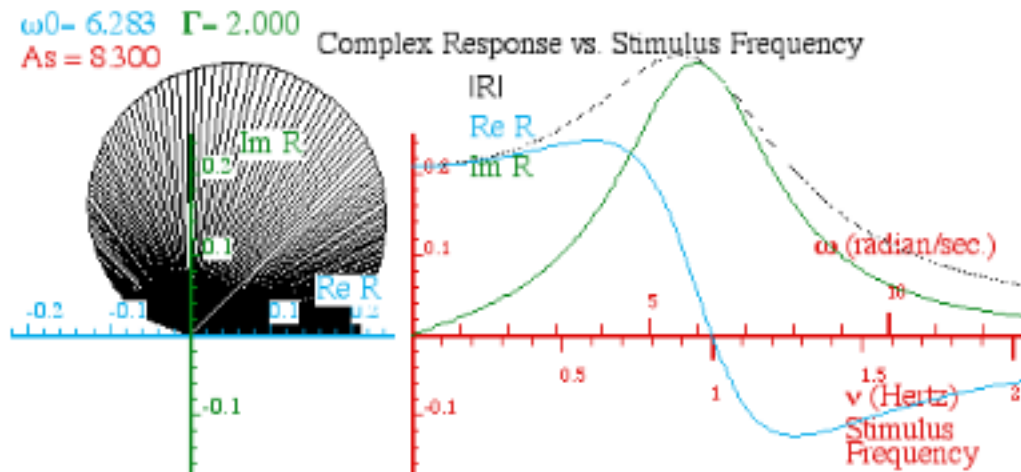 ω0= 6.283 Γ= 2.000
As = 8.300
Complex Response vs. Stimulus Frequency
|R|
Re R
Im R
Im R
0.2
0.1
Re R
-0.2 -0.1 0.1 0.2
-0.1
0.2
0.1
-0.1
ω (radian/sec.)
5 10
0.5 1 1.5 2
ν (Hertz)
Stimulus
Frequency